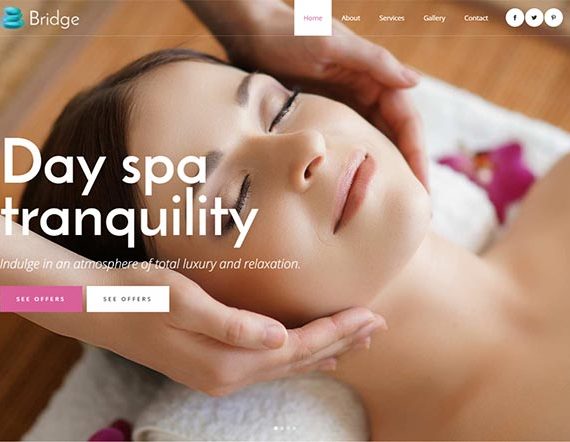 Bridge
Home About Services Gallery Contact
Day spa
tranquility
Indulge in an atmosphere of total luxury and relaxation.
SEE OFFERS SEE OFFERS